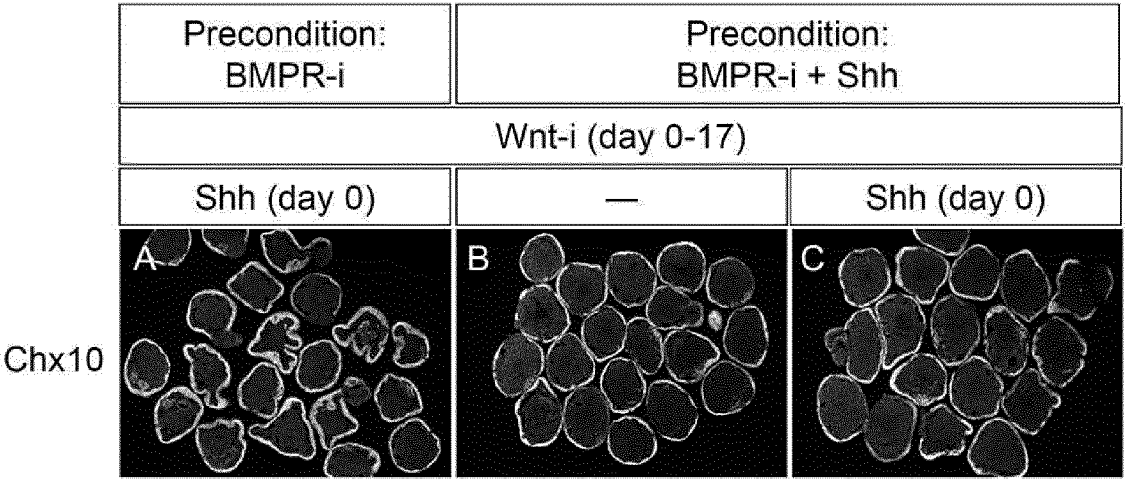 Precondition:
BMPR-i
Precondition:
BMPR-i + Shh
Wnt-i (day 0-17)
Shh (day 0)
—
Shh (day 0)
A
B
C
Chx10